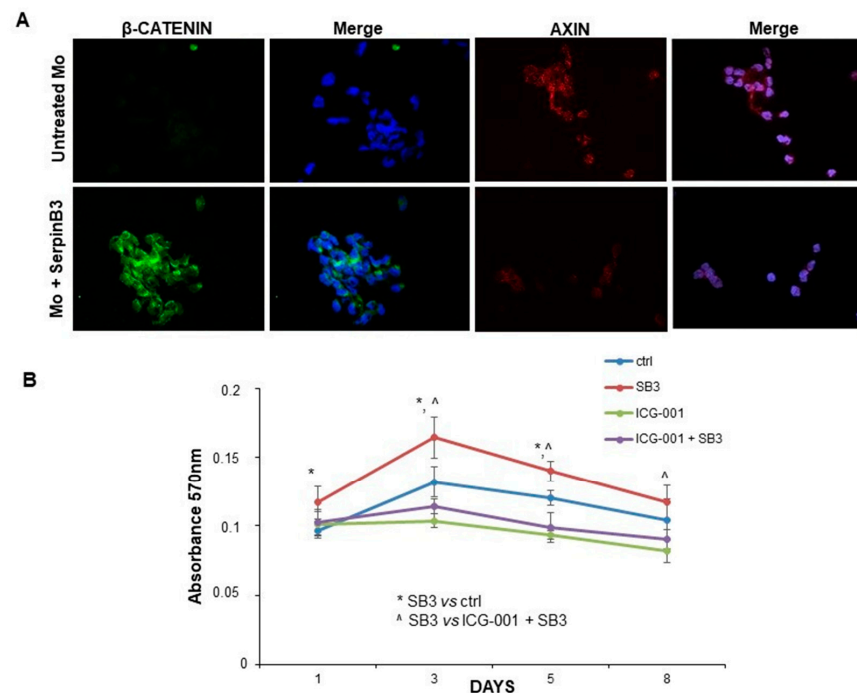 A
β-CATENIN Merge AXIN Merge
Untreated Mo
Mo + SerpinB3
B
ctrl
SB3
ICG-001
ICG-001 + SB3
0.2
*, ^
*,^
0.15
*
^
0.1
0.05
0
Absorbance 570nm
* SB3 vs ctrl
^ SB3 vs ICG-001 + SB3
1 3 5 8
DAYS